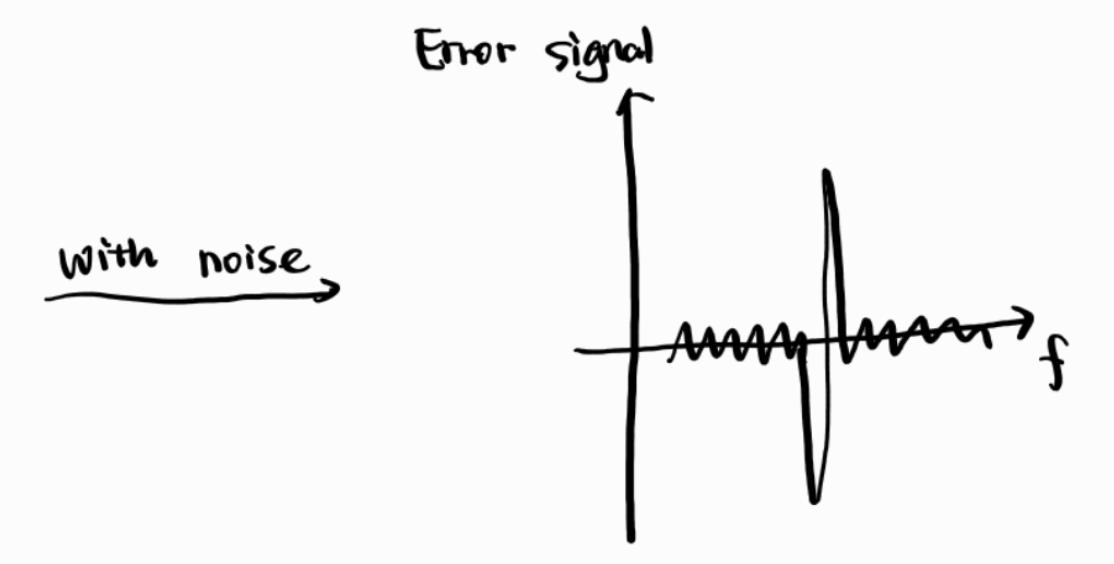 Error signal
with noise
f